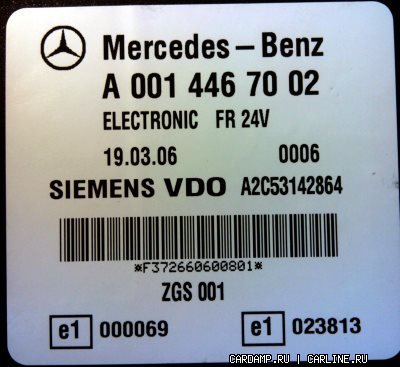 Mercedes-Benz
A 001 446 70 02
ELECTRONIC FR 24V
19.03.06 0006
SIEMENS VDO A2C53142864
*F372660600801*
ZGS 001
e1 000069 e1 023813
CARDAMP.RU | CARLINE.RU